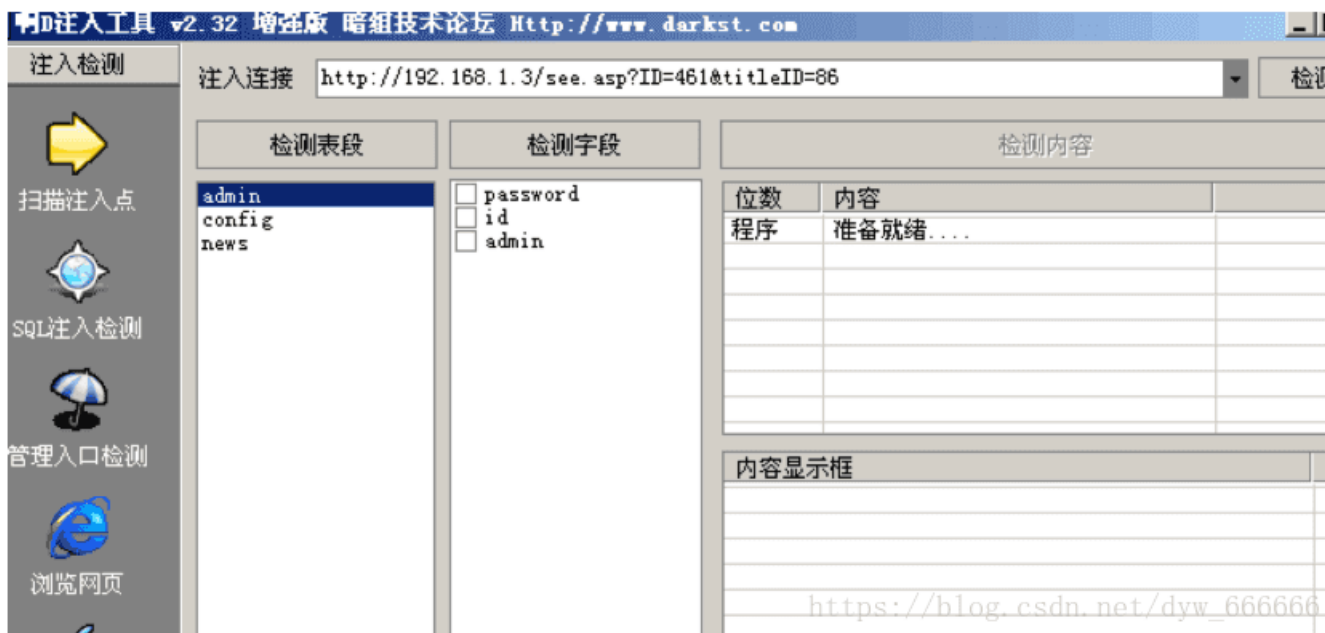 明D注入工具 v2.32 增强版 暗组技术论坛 Http://www.darkst.com
注入检测
注入连接 http://192.168.1.3/see.asp?ID=461&titleID=86
检测表段 检测字段 检测内容
扫描注入点
SQL注入检测
管理入口检测
浏览网页
admin
config
news
password
id
admin
位数 内容
程序 准备就绪....
内容显示框
https://blog.csdn.net/dyw_666666